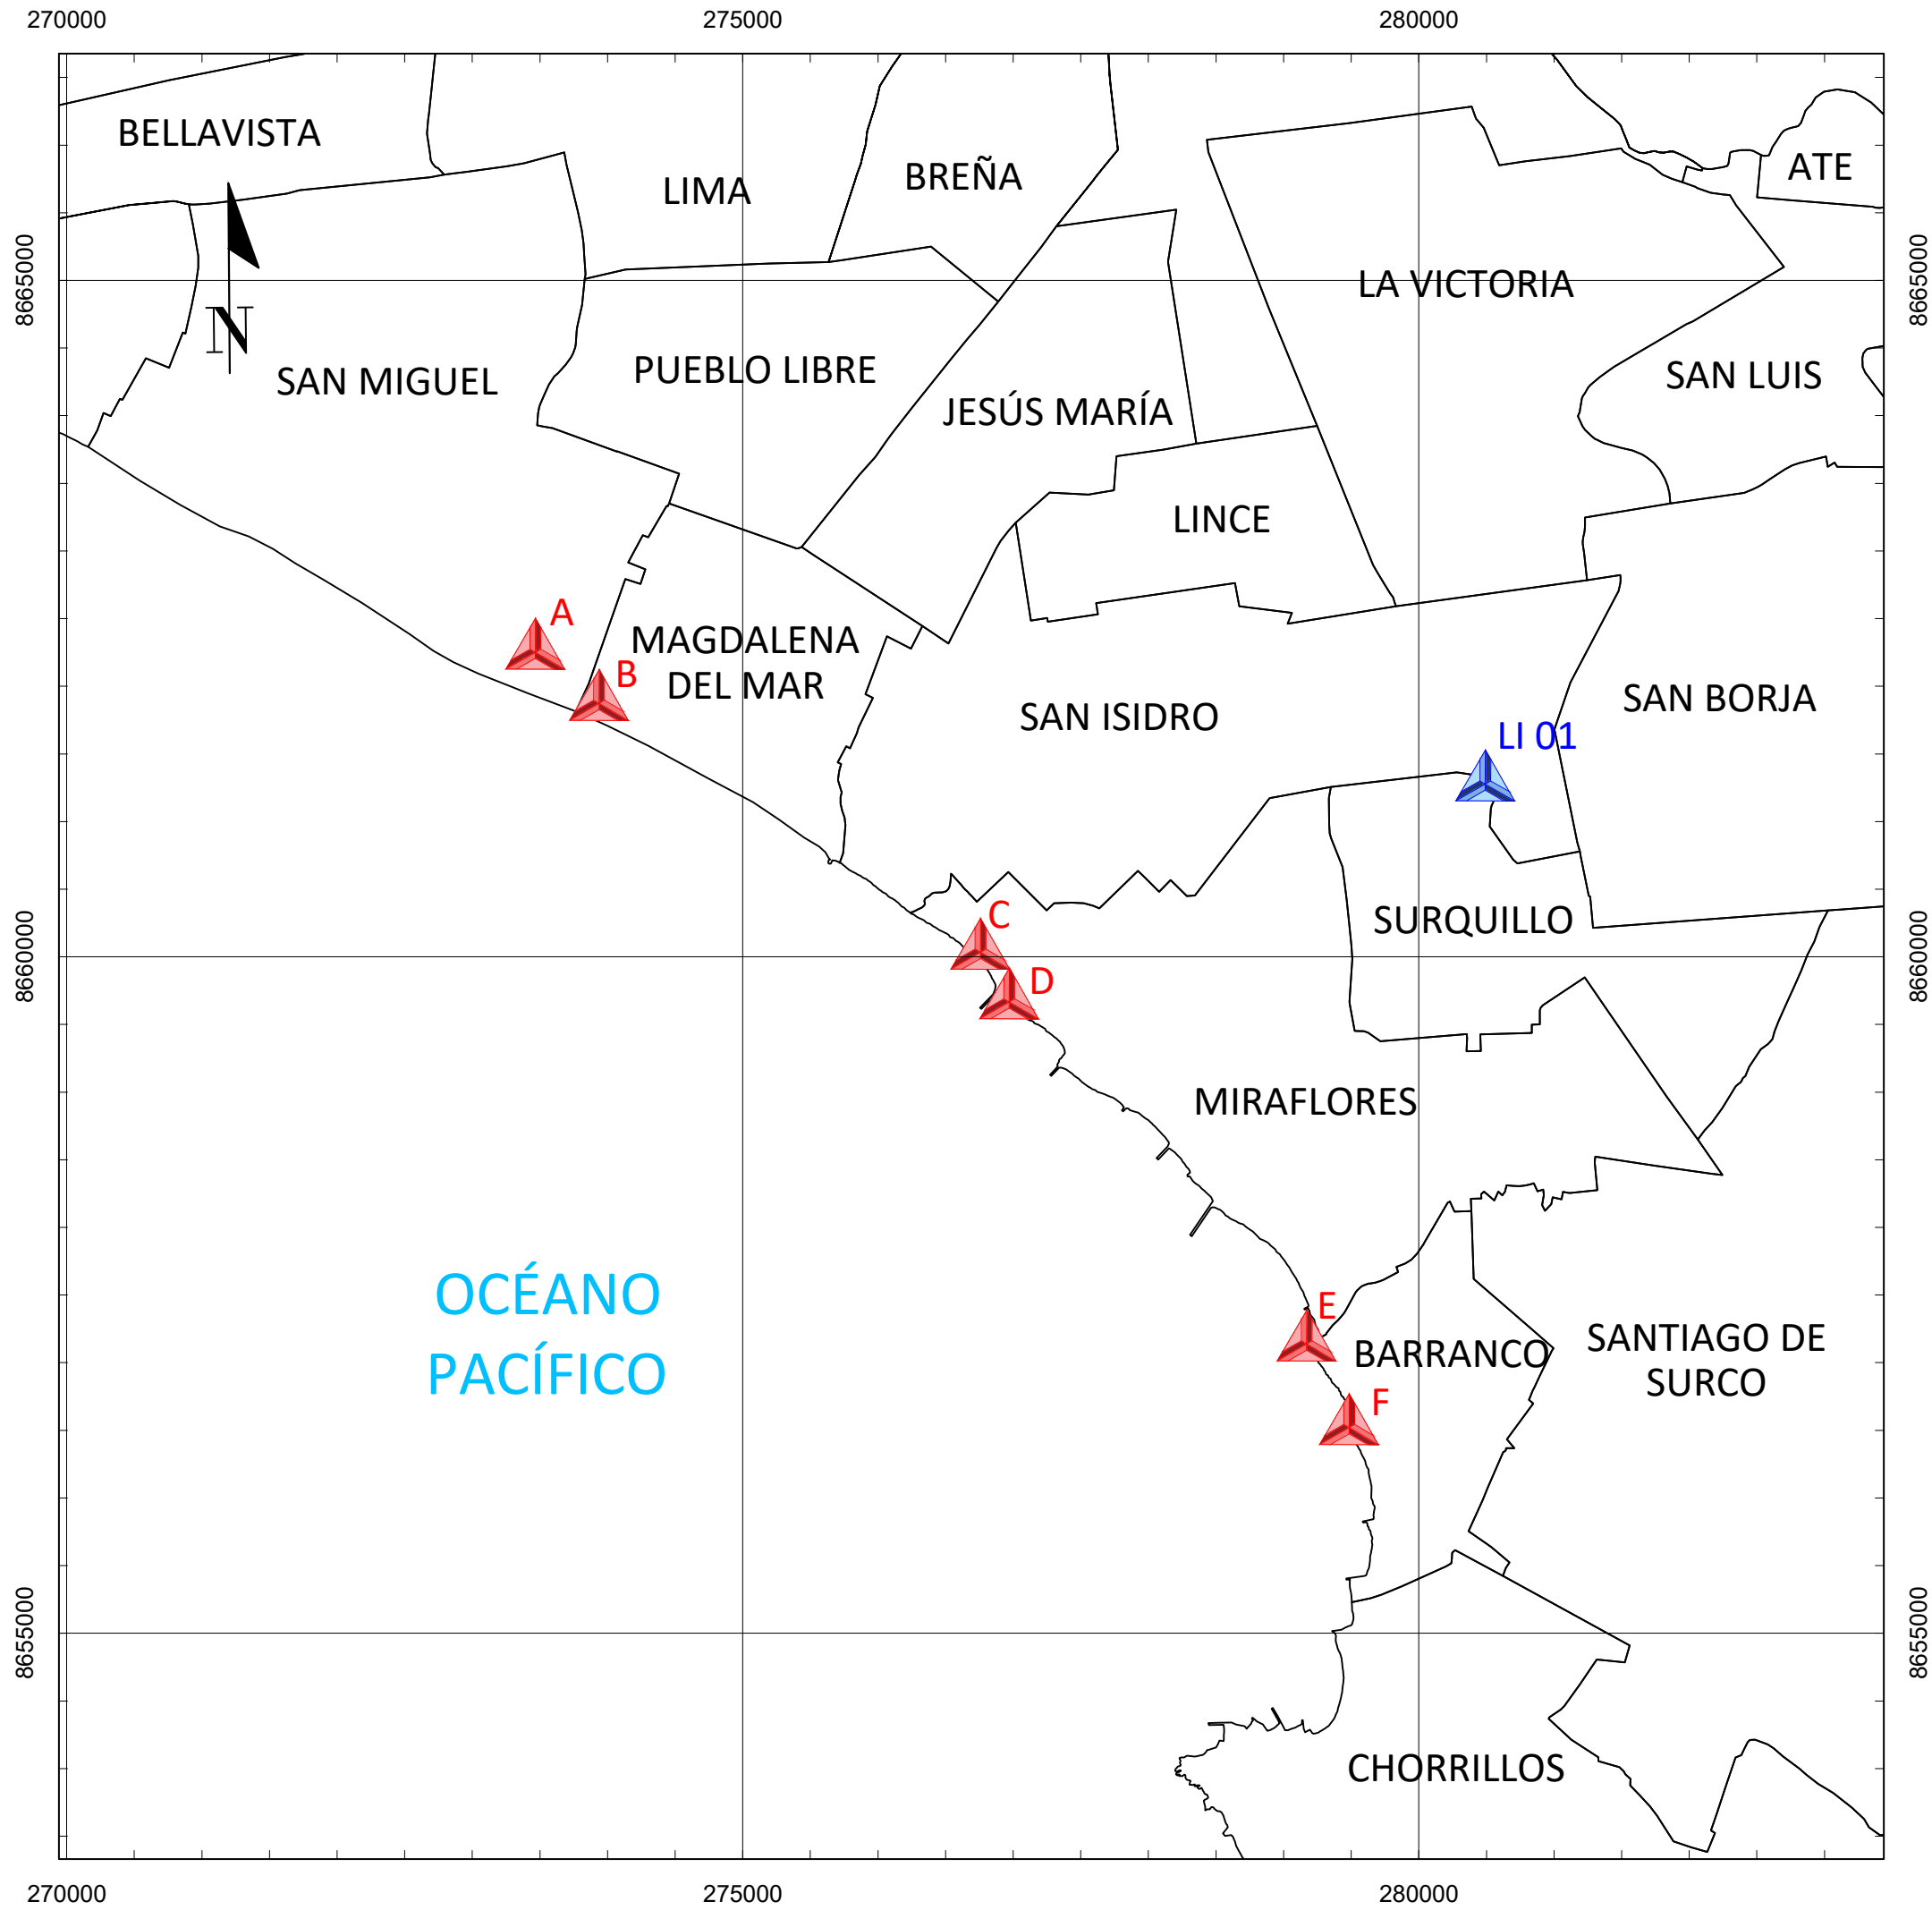 270000 275000 280000
BELLAVISTA
LIMA
BREÑA
ATE
8665000
8665000
LA VICTORIA
N
SAN MIGUEL
PUEBLO LIBRE
JESÚS MARÍA
SAN LUIS
LINCE
A
MAGDALENA
DEL MAR
B
SAN ISIDRO
SAN BORJA
LI 01
C
SURQUILLO
8660000
8660000
D
MIRAFLORES
OCÉANO
PACÍFICO
E
BARRANCO
SANTIAGO DE
SURCO
F
8655000
8655000
CHORRILLOS
270000 275000 280000